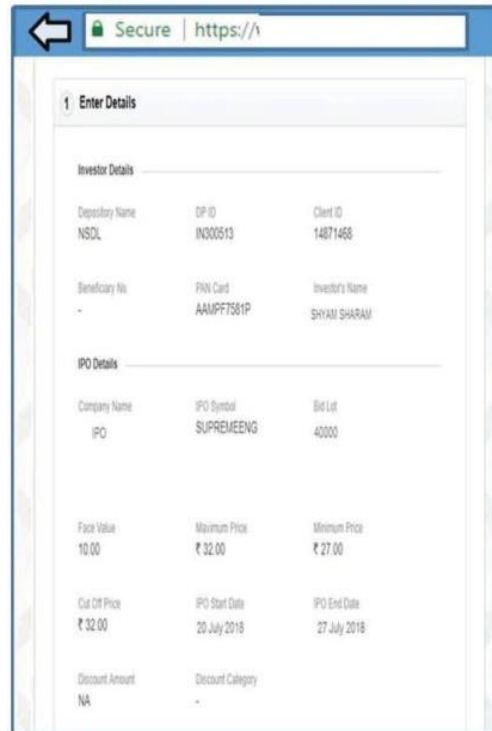 Secure | https://
1 Enter Details
Investor Details
Depository Name DP ID Client ID
NSDL IN300513 14871468
Beneficiary No PAN Card Investor's Name
- AAMPF7581P SHYAM SHARAM
IPO Details
Company Name IPO Symbol Bid Lot
IPO SUPREMEENG 40000
Face Value Maximum Price Minimum Price
10.00 ₹ 32.00 ₹ 27.00
Cut Off Price IPO Start Date IPO End Date
₹ 32.00 20 July 2018 27 July 2018
Discount Amount Discount Category
NA -